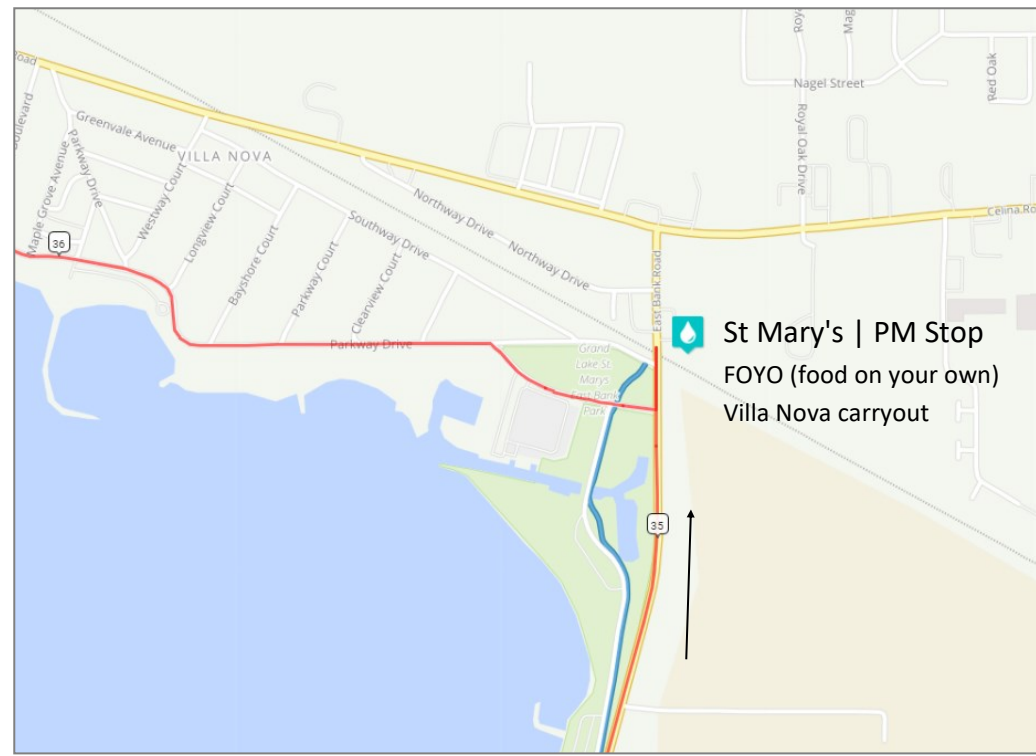 Road
Boulevard
Greenvale Avenue
VILLA NOVA
Maple Grove Avenue
Parkway Drive
Westway Court
Longview Court
Bayshore Court
Parkway Court
Clearview Court
Southway Drive
Northway Drive
Northway Drive
36
Parkway Drive
East Bank Road
Nagel Street
Royal Oak Drive
Red Oak
Celina Ro
Grand
Lake St.
Marys
East Bank
Park
35
St Mary's | PM Stop
FOYO (food on your own)
Villa Nova carryout